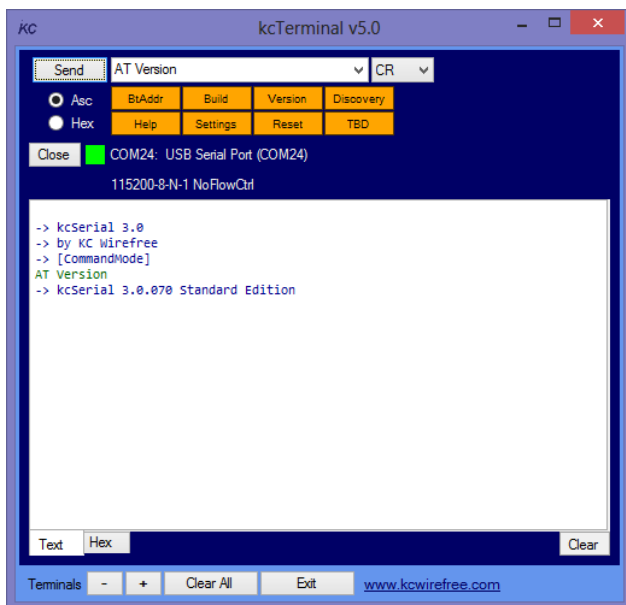 KC kcTerminal v5.0
Send AT Version CR
Asc BtAddr Build Version Discovery
Hex Help Settings Reset TBD
Close COM24: USB Serial Port (COM24)
115200-8-N-1 NoFlowCtrl
-> kcSerial 3.0
-> by KC Wirefree
-> [CommandMode]
AT Version
-> kcSerial 3.0.070 Standard Edition
Text Hex Clear
Terminals - + Clear All Exit www.kcwirefree.com